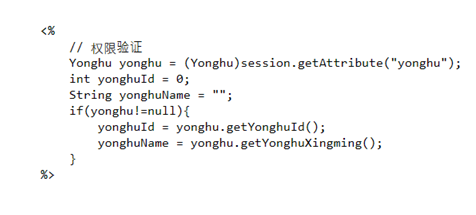 <%
// 权限验证
Yonghu yonghu = (Yonghu)session.getAttribute("yonghu");
int yonghuId = 0;
String yonghuName = "";
if(yonghu!=null){
yonghuId = yonghu.getYonghuId();
yonghuName = yonghu.getYonghuXingming();
}
%>